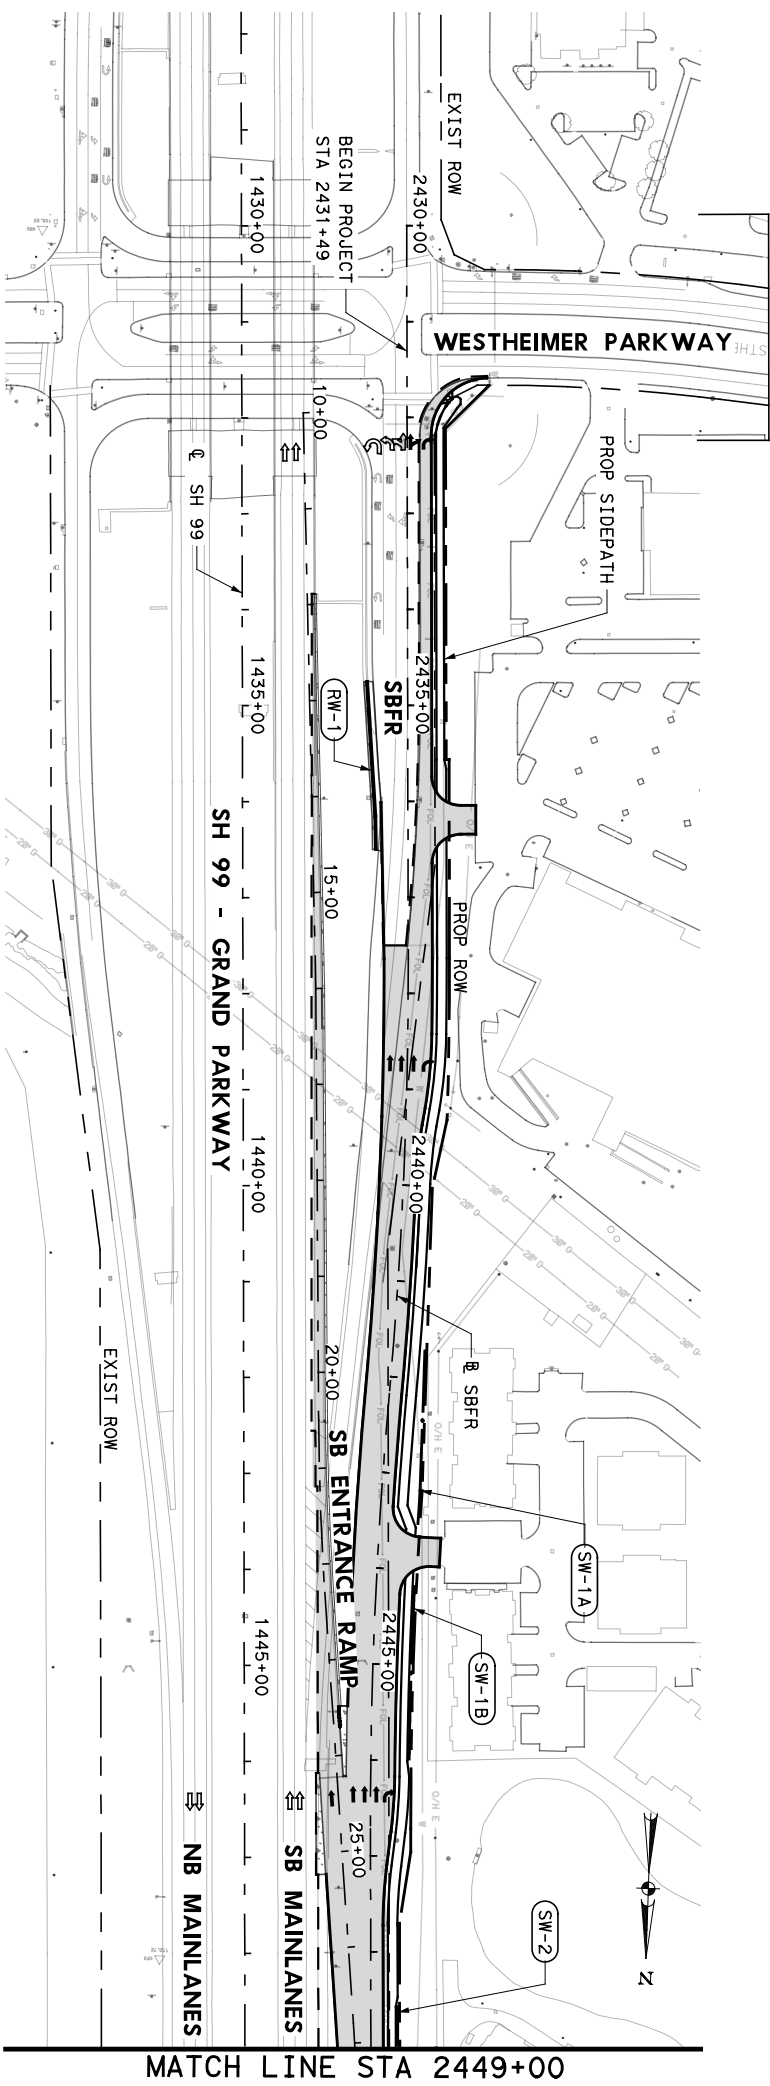 EXIST ROW
2430+00
BEGIN PROJECT
STA 2431+49
1430+00
WESTHEIMER PARKWAY
10+00
℄ SH 99
PROP SIDEPATH
2435+00
SBFR
1435+00
RW-1
SH 99 - GRAND PARKWAY
15+00
PROP ROW
O/H E
FOL
30" G
28" G
1440+00
2440+00
EXIST ROW
20+00
SB ENTRANCE RAMP
SBFR
O/H E
SW-1A
SW-1B
2445+00
1445+00
25+00
O/H E
NB MAINLANES
SB MAINLANES
SW-2
N
MATCH LINE STA 2449+00